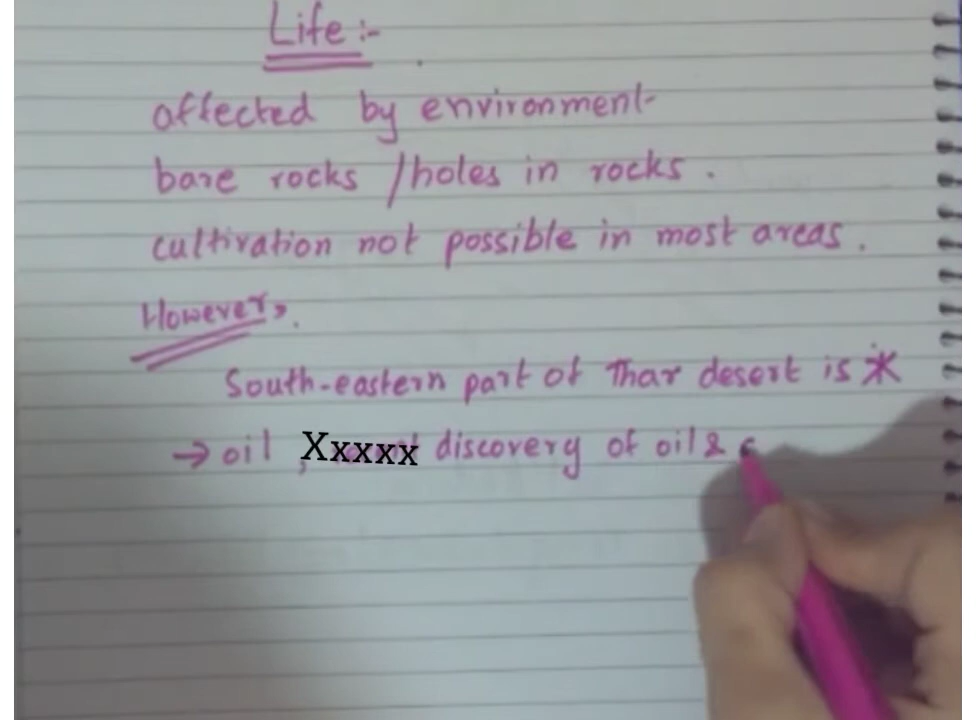 Life :-
affected by environment
bare rocks / holes in rocks .
cultivation not possible in most areas .
However, .
South-eastern part of Thar desert is
→ oil , Xxxxx discovery of oil &